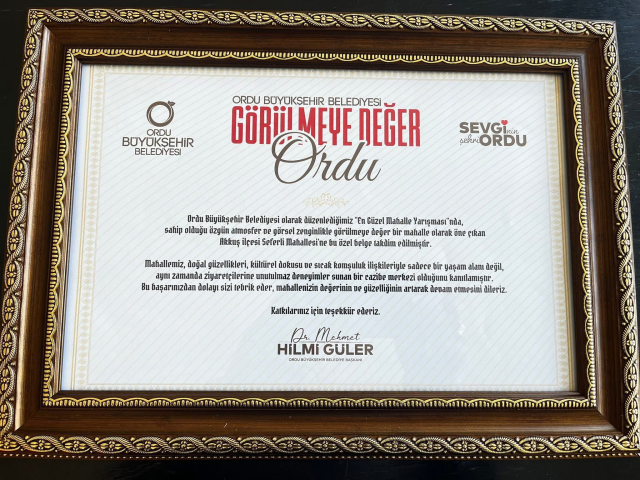 ORDU BÜYÜKŞEHİR BELEDİYESİ
GÖRÜLMEYE DEĞER
Ordu
ORDU
BÜYÜKŞEHİR
BELEDİYESİ
SEVGİnin
şehri ORDU
Ordu Büyükşehir Belediyesi olarak düzenlediğimiz "En Güzel Mahalle Yarışması"nda,
sahip olduğu özgün atmosfer ve görsel zenginlikle görülmeye değer bir mahalle olarak öne çıkan
Akkuş ilçesi Seferli Mahallesi'ne bu özel belge takdim edilmiştir.
Mahallemiz, doğal güzellikleri, kültürel dokusu ve sıcak komşuluk ilişkileriyle sadece bir yaşam alanı değil,
aynı zamanda ziyaretçilerine unutulmaz deneyimler sunan bir cazibe merkezi olduğunu kanıtlamıştır.
Bu başarınızdan dolayı sizi tebrik eder, mahallenizin değerinin ve güzelliğinin artarak devam etmesini dileriz.
Katkılarınız için teşekkür ederiz.
Dr. Mehmet
HİLMİ GÜLER
ORDU BÜYÜKŞEHİR BELEDİYE BAŞKANI